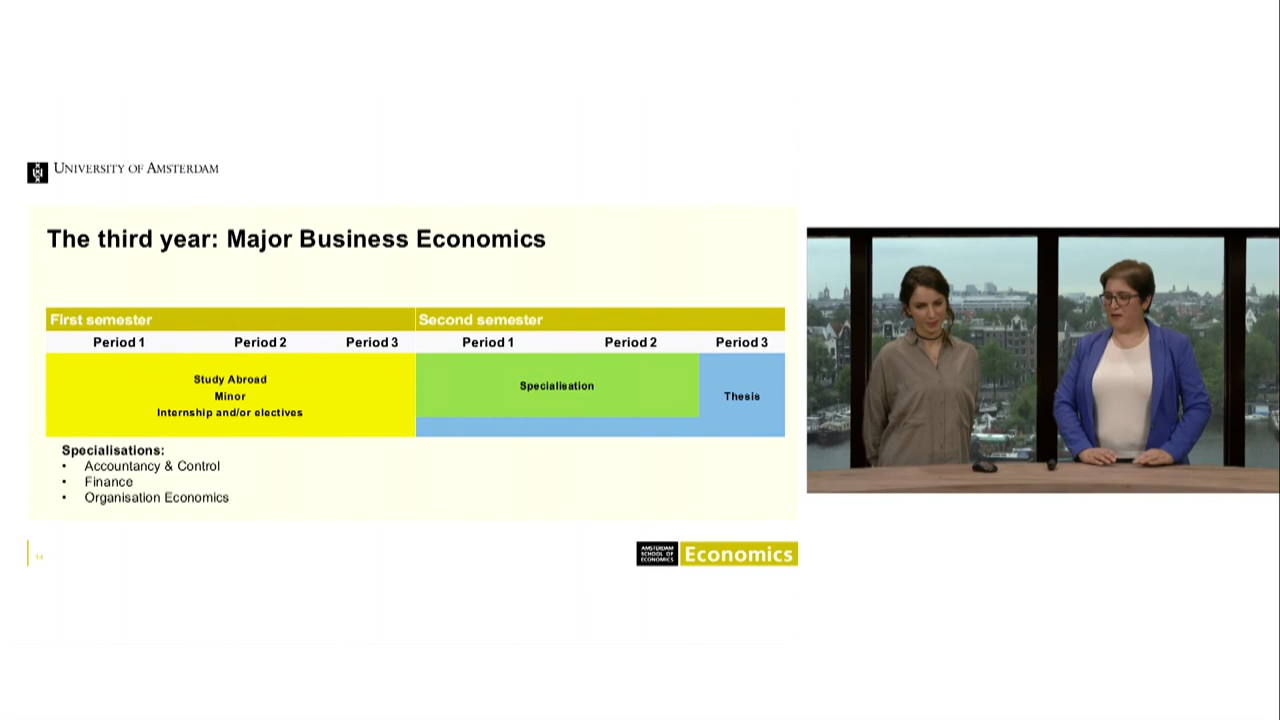 UNIVERSITY OF AMSTERDAM
The third year: Major Business Economics
First semester Second semester
Period 1 Period 2 Period 3 Period 1 Period 2 Period 3
Study Abroad
Minor
Internship and/or electives
Specialisation
Thesis
Specialisations:
• Accountancy & Control
• Finance
• Organisation Economics
14
AMSTERDAM
SCHOOL OF
ECONOMICS
Economics